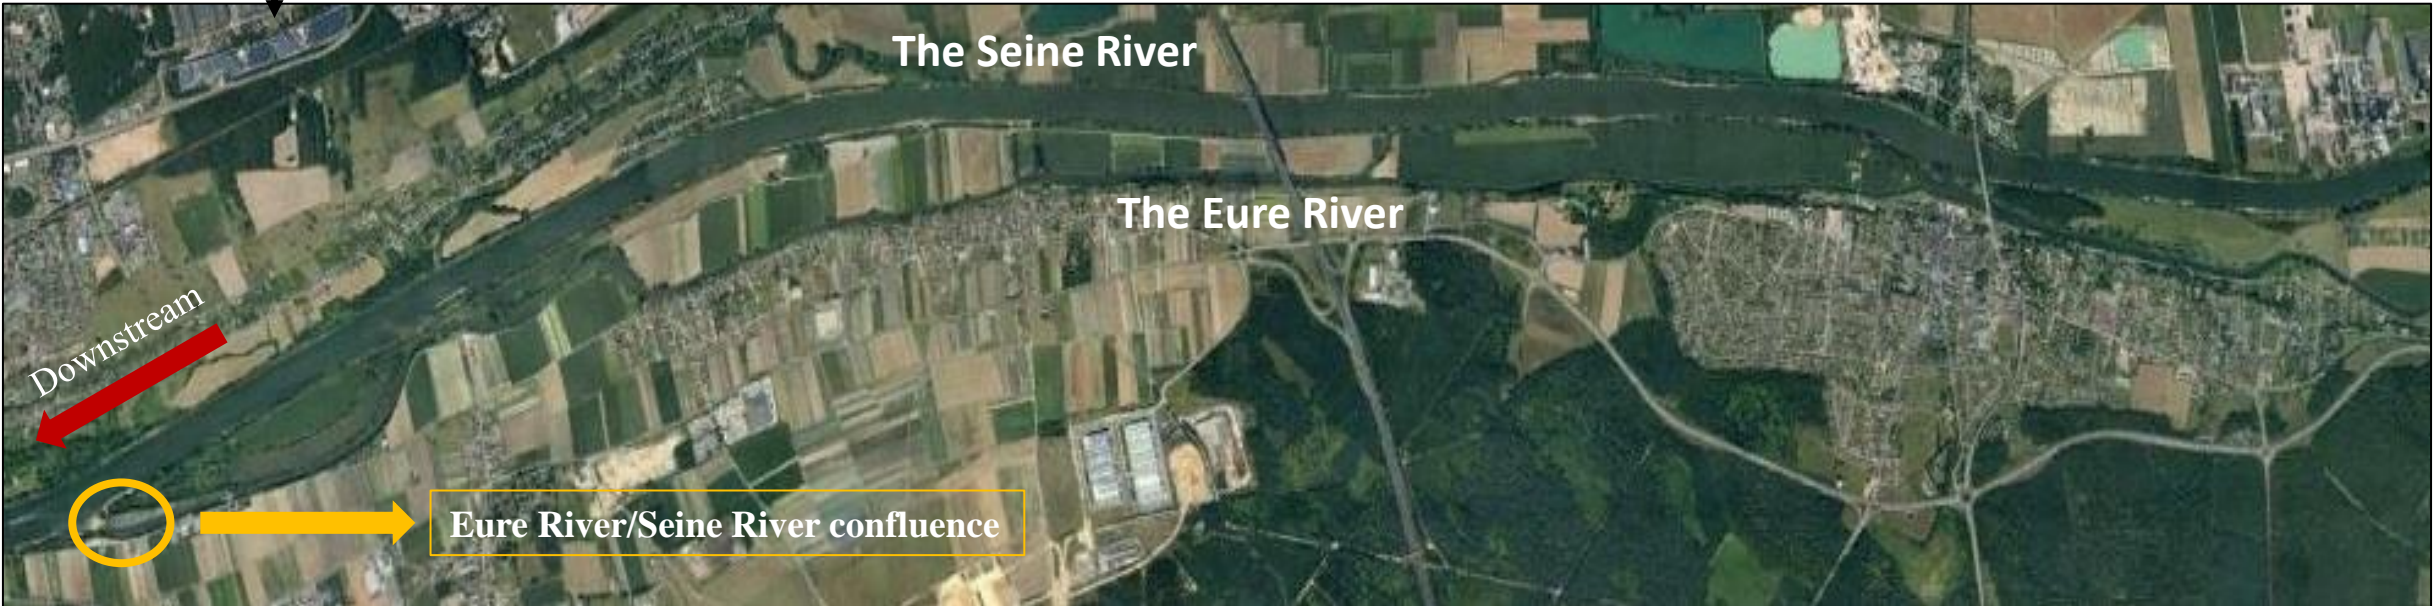 The Seine River
The Eure River
Downstream
Eure River/Seine River confluence